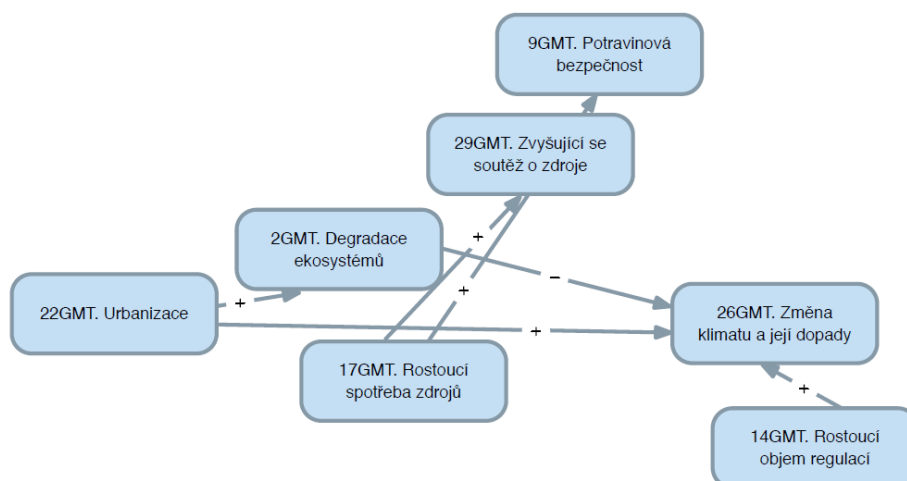 9GMT. Potravinová
bezpečnost
29GMT. Zvyšující se
soutěž o zdroje
2GMT. Degradace
ekosystémů
+
−
22GMT. Urbanizace
+
+
+
26GMT. Změna
klimatu a její dopady
17GMT. Rostoucí
spotřeba zdrojů
+
14GMT. Rostoucí
objem regulací